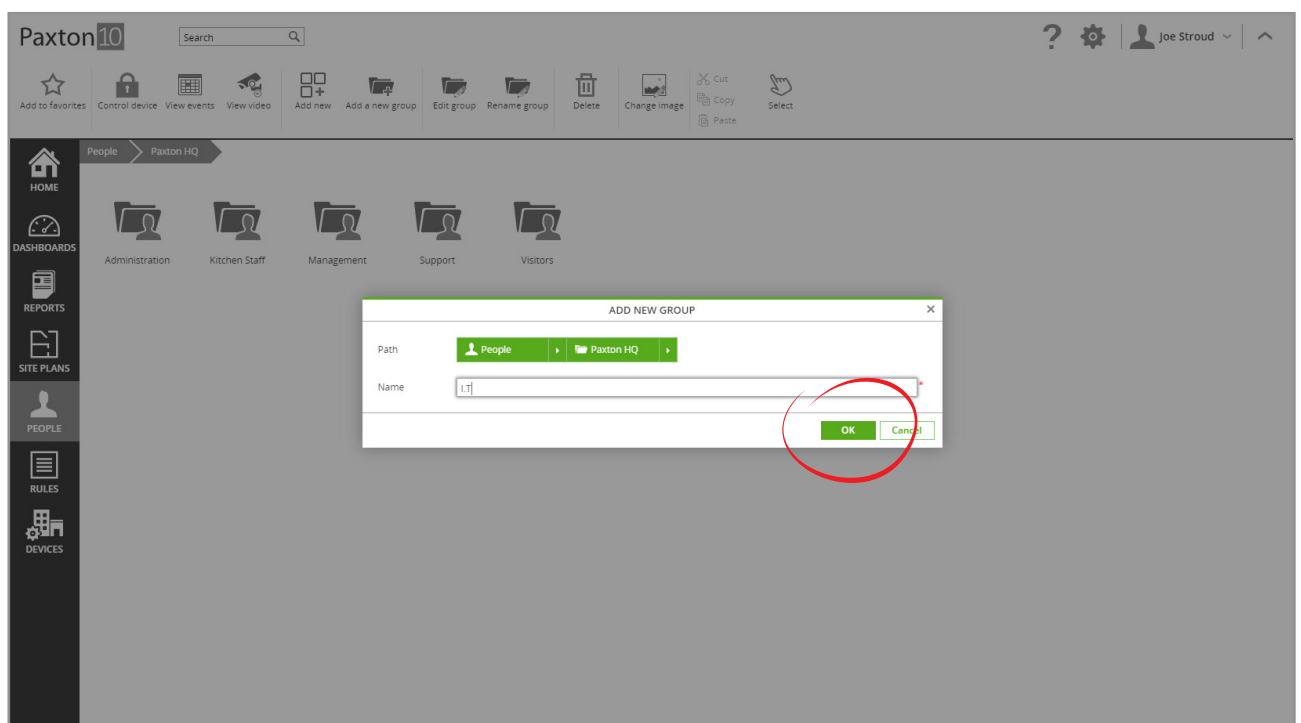 Paxton10
Search
Joe Stroud
Add to favorites
Control device
View events
View video
Add new
Add a new group
Edit group
Rename group
Delete
Change image
Cut
Copy
Paste
Select
People
Paxton HQ
HOME
DASHBOARDS
REPORTS
SITE PLANS
PEOPLE
RULES
DEVICES
Administration
Kitchen Staff
Management
Support
Visitors
ADD NEW GROUP
Path
People
Paxton HQ
Name
I.T
*
OK
Cancel